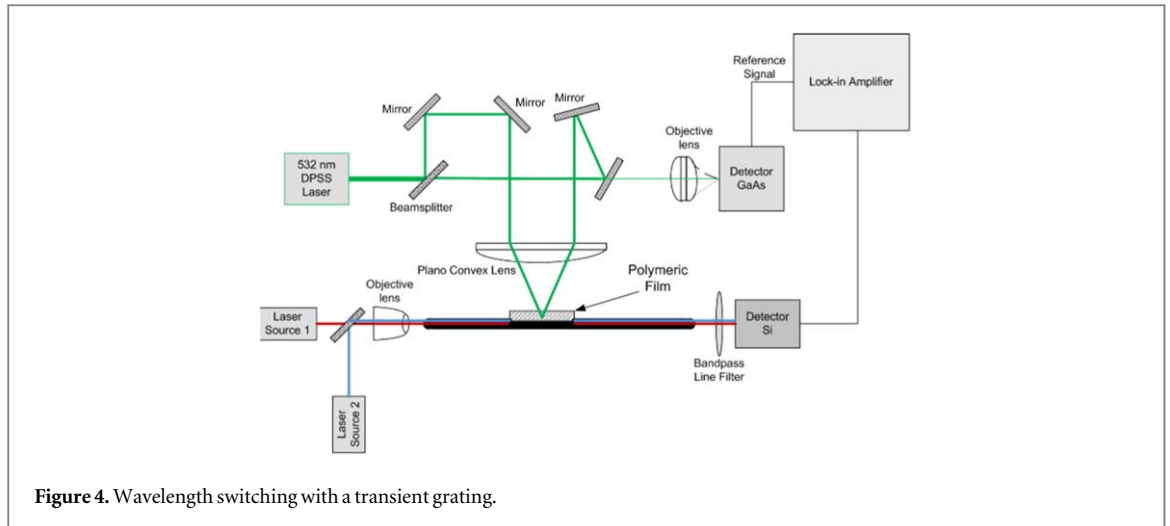 Reference
Signal
Lock-in Amplifier
Mirror
Mirror
Mirror
Objective
lens
532 nm
DPSS
Laser
Detector
GaAs
Beamsplitter
Plano Convex Lens
Polymeric
Film
Objective
lens
Laser
Source 1
Detector
Si
Bandpass
Line Filter
Laser
Source 2
Figure 4. Wavelength switching with a transient grating.